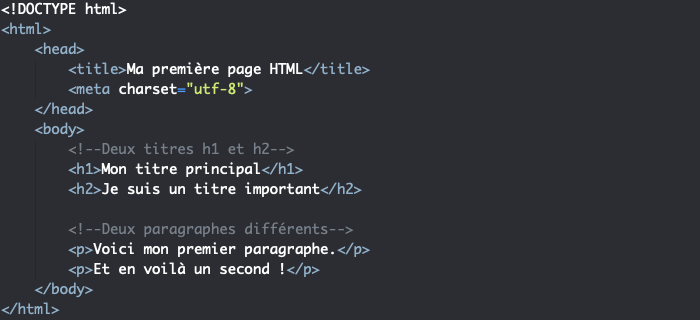 <!DOCTYPE html>
<html>
<head>
<title>Ma première page HTML</title>
<meta charset="utf-8">
</head>
<body>
<!--Deux titres h1 et h2-->
<h1>Mon titre principal</h1>
<h2>Je suis un titre important</h2>
<!--Deux paragraphes différents-->
<p>Voici mon premier paragraphe.</p>
<p>Et en voilà un second !</p>
</body>
</html>